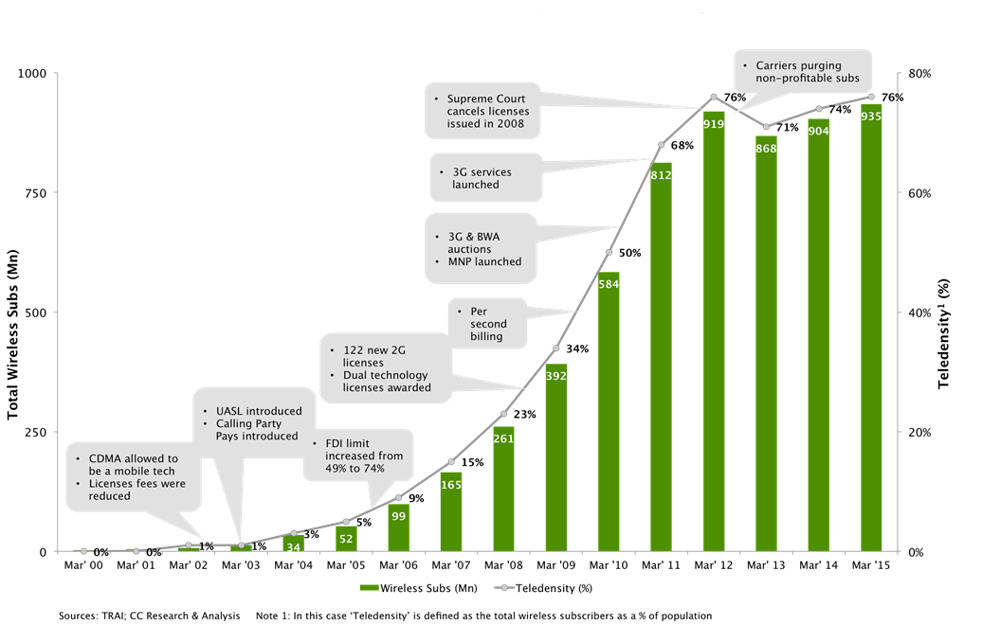 • Carriers purging
non-profitable subs
1000
80%
• Supreme Court
cancels licenses
issued in 2008
76%
76%
919
935
74%
71%
904
868
68%
• 3G services
launched
812
750
60%
• 3G & BWA
auctions
• MNP launched
50%
584
Total Wireless Subs (Mn)
Teledensity¹ (%)
500
40%
• Per
second
billing
34%
392
• 122 new 2G
licenses
• Dual technology
licenses awarded
23%
261
250
20%
• UASL introduced
• Calling Party
Pays introduced
• FDI limit
increased from
49% to 74%
15%
165
• CDMA allowed to
be a mobile tech
• Licenses fees were
reduced
9%
99
5%
52
3%
34
1%
1%
0%
0%
0
0%
Mar' 00 Mar' 01 Mar' 02 Mar '03 Mar '04 Mar '05 Mar '06 Mar '07 Mar '08 Mar '09 Mar '10 Mar' 11 Mar' 12 Mar' 13 Mar' 14 Mar '15
Wireless Subs (Mn) Teledensity (%)
Sources: TRAI; CC Research & Analysis Note 1: In this case ‘Teledensity’ is defined as the total wireless subscribers as a % of population